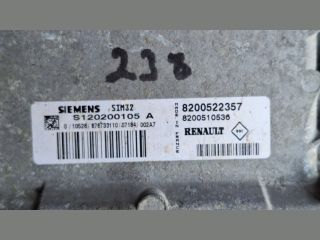 238
SIEMENS SIM32
S120200105 A
8200522357
8200510536
RENAULT